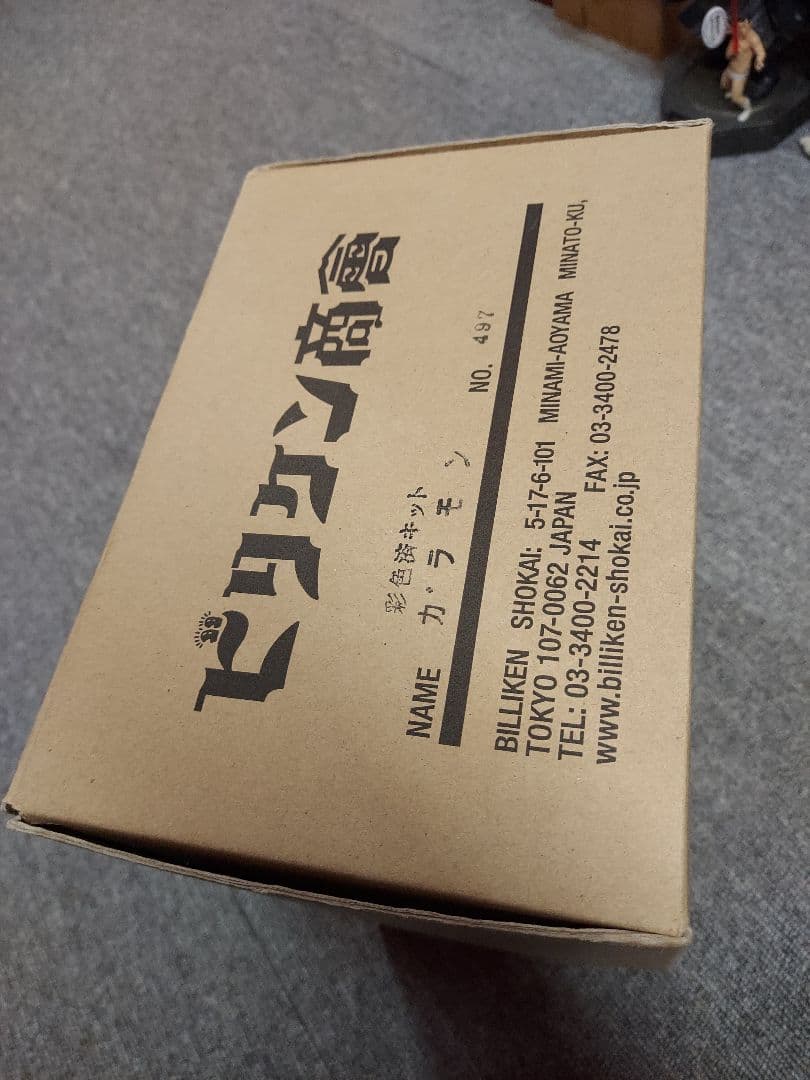 ビリケン商會
彩色済キット
NAME ガラモン NO. 497
BILLIKEN SHOKAI: 5-17-6-101 MINAMI-AOYAMA MINATO-KU,
TOKYO 107-0062 JAPAN
TEL: 03-3400-2214 FAX: 03-3400-2478
www.billiken-shokai.co.jp